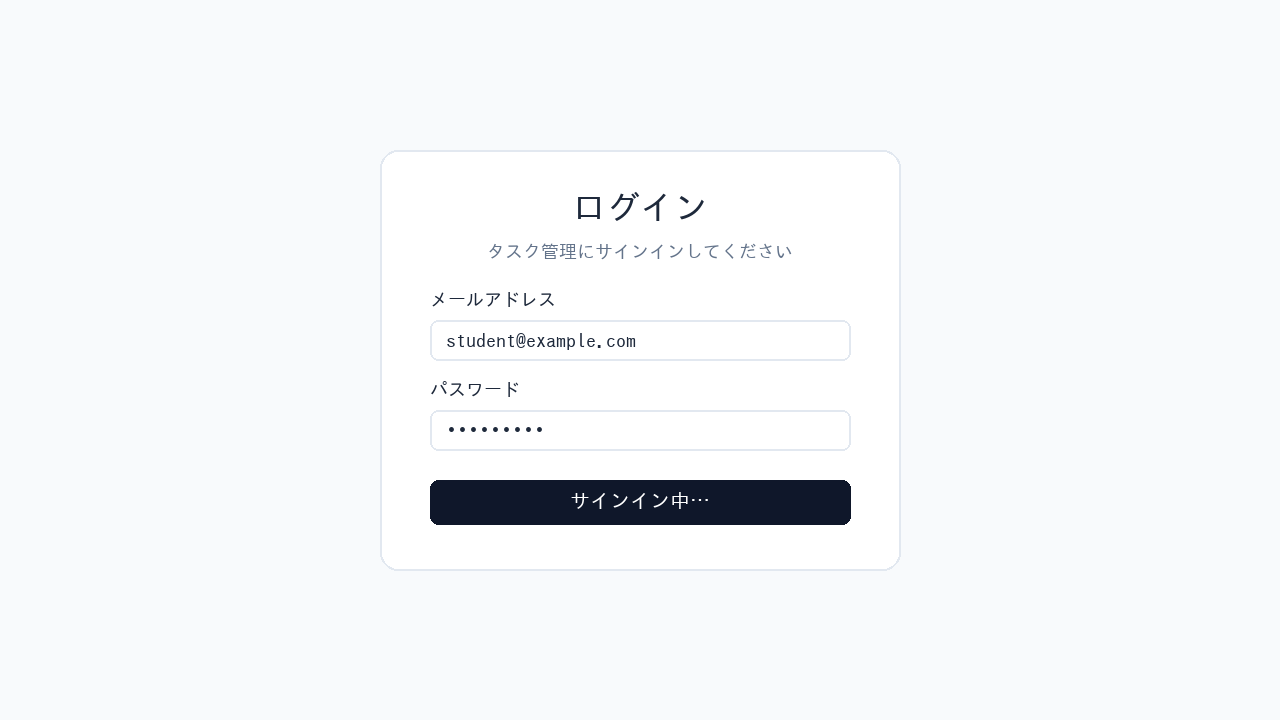 ログイン
タスク管理にサインインしてください
メールアドレス
student@example.com
パスワード
•••••••••
サインイン中…